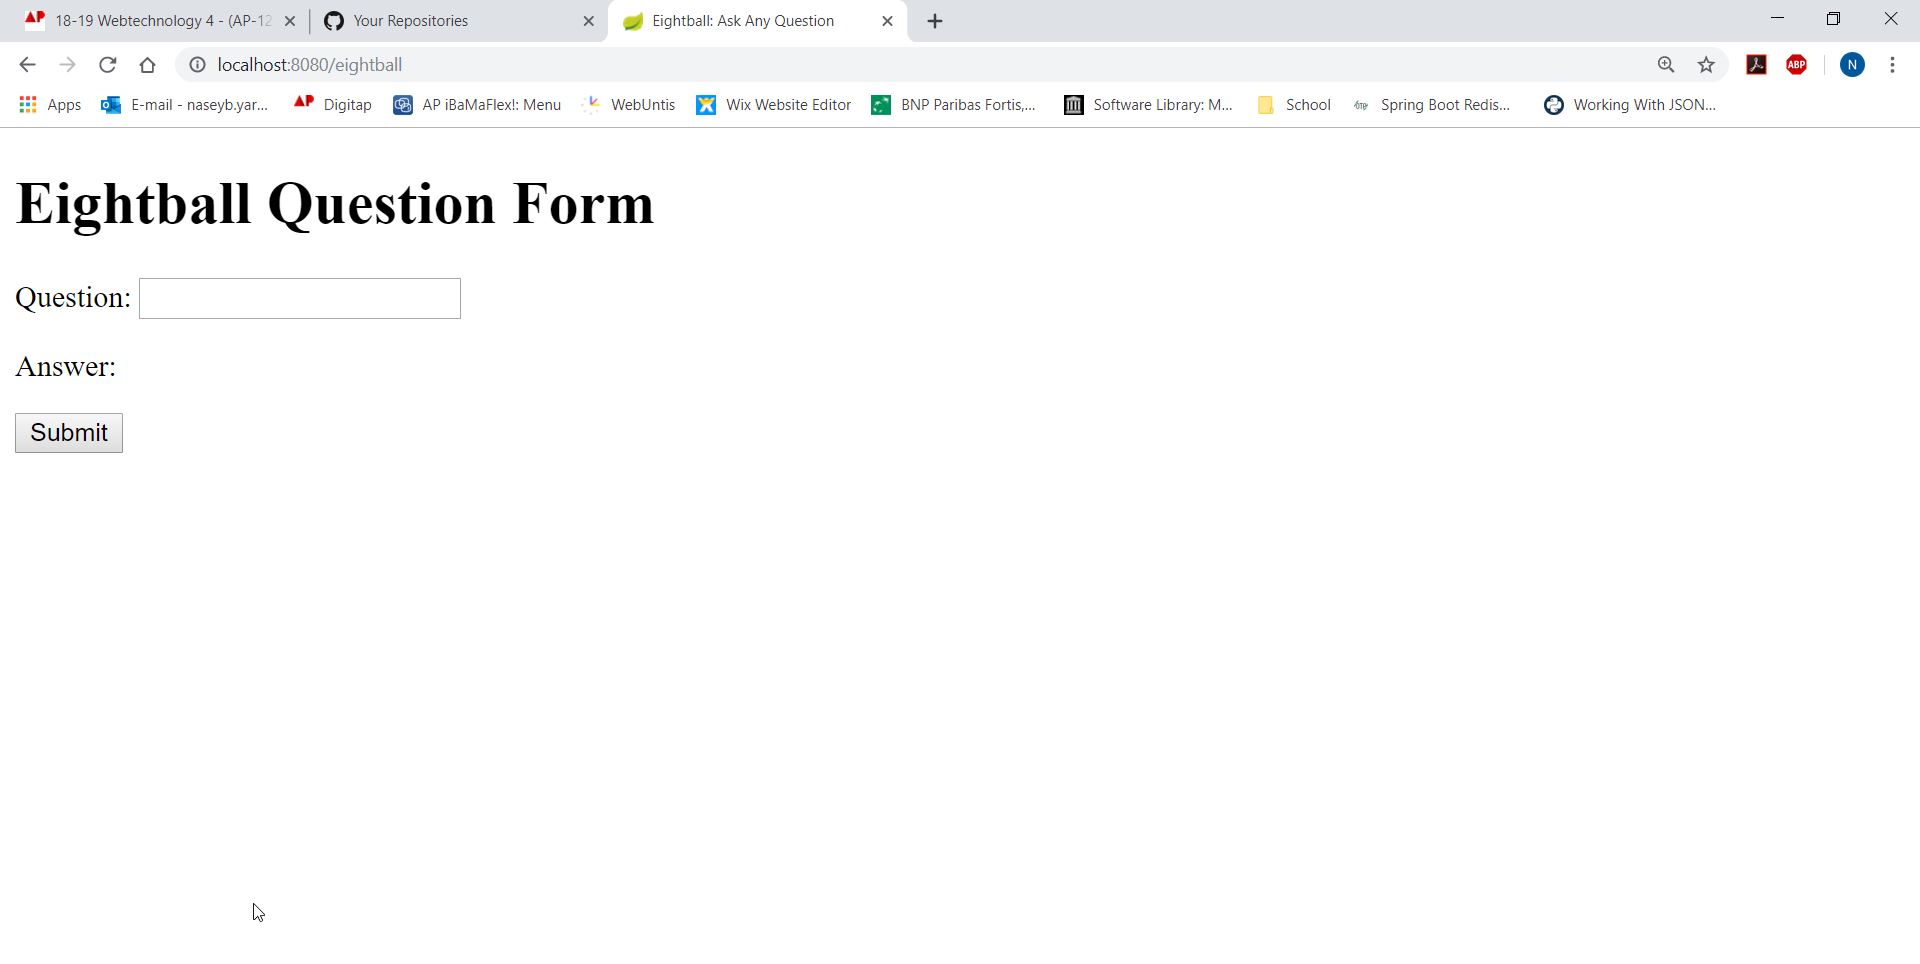 18-19 Webtechnology 4 - (AP-12
Your Repositories
Eightball: Ask Any Question
localhost:8080/eightball
ABP
N
Apps
E-mail - naseyb.yar...
AP
Digitap
AP iBaMaFlex!: Menu
WebUntis
Wix Website Editor
BNP Paribas Fortis,...
Software Library: M...
School
Spring Boot Redis...
Working With JSON...
Eightball Question Form
Question:
Answer:
Submit